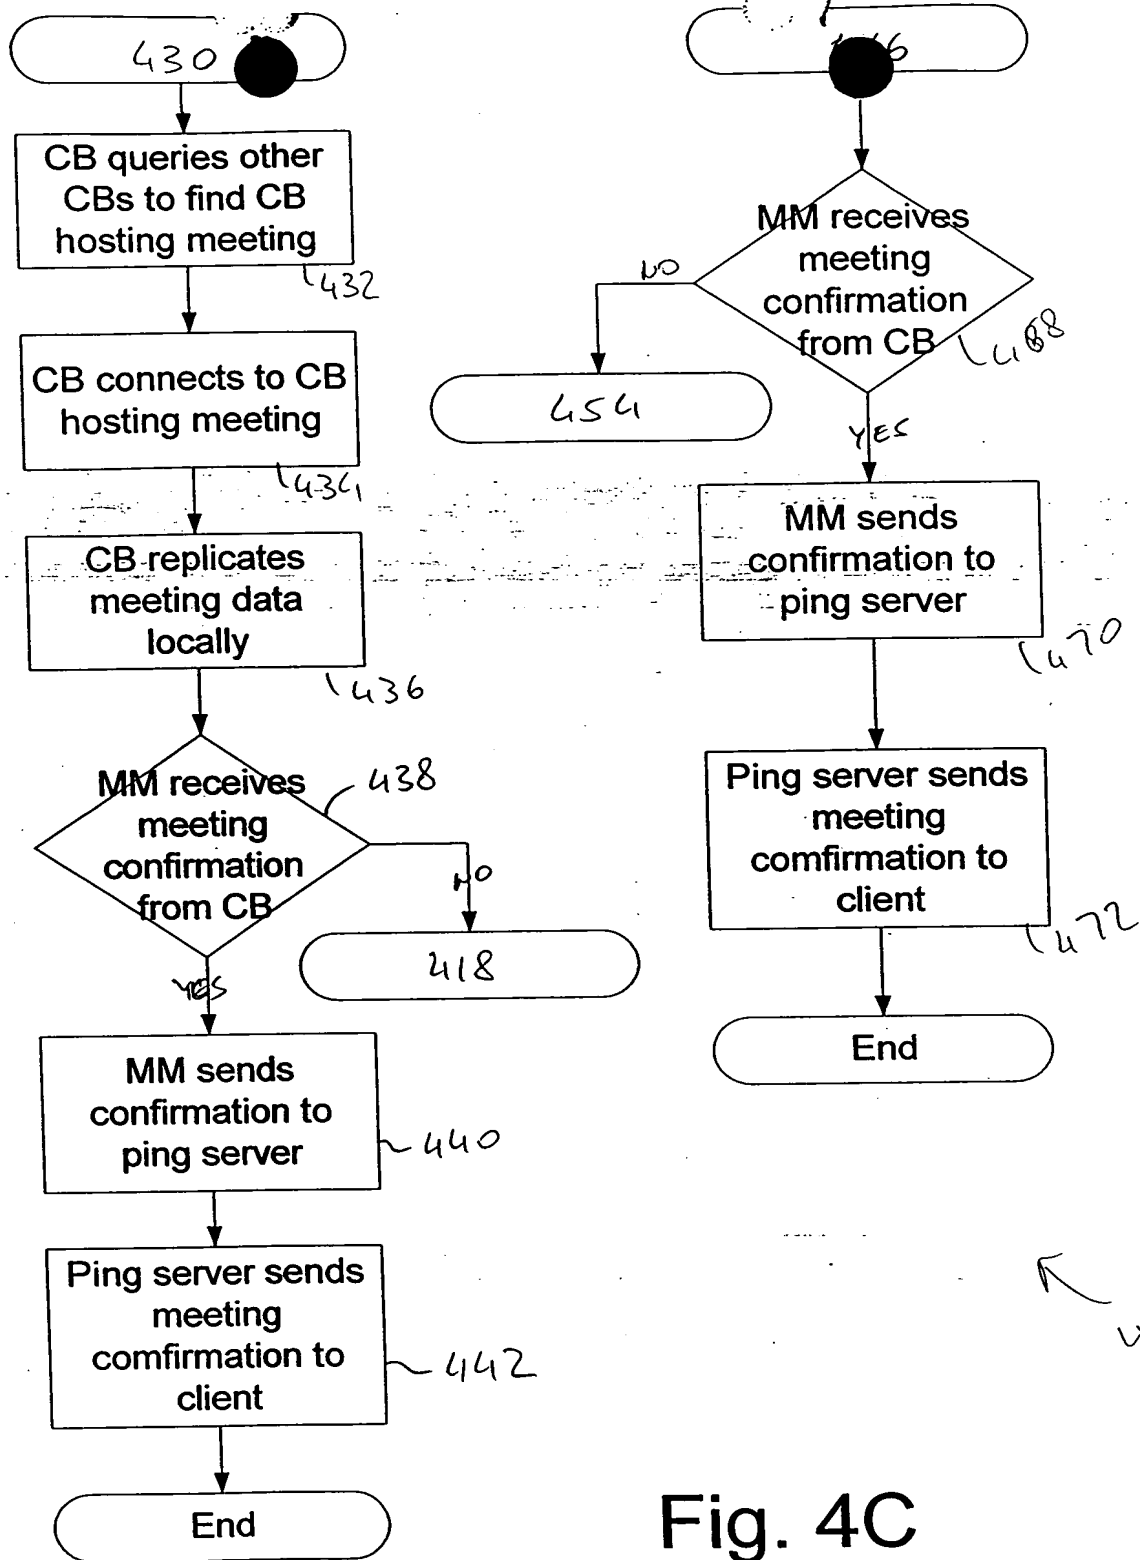 430
CB queries other
CBs to find CB
hosting meeting
432
CB connects to CB
hosting meeting
434
CB replicates
meeting data
locally
436
MM receives
meeting
confirmation
from CB
438
NO
418
YES
MM sends
confirmation to
ping server
440
Ping server sends
meeting
comfirmation to
client
442
End
MM receives
meeting
confirmation
from CB
468
NO
454
YES
MM sends
confirmation to
ping server
470
Ping server sends
meeting
comfirmation to
client
472
End
Fig. 4C